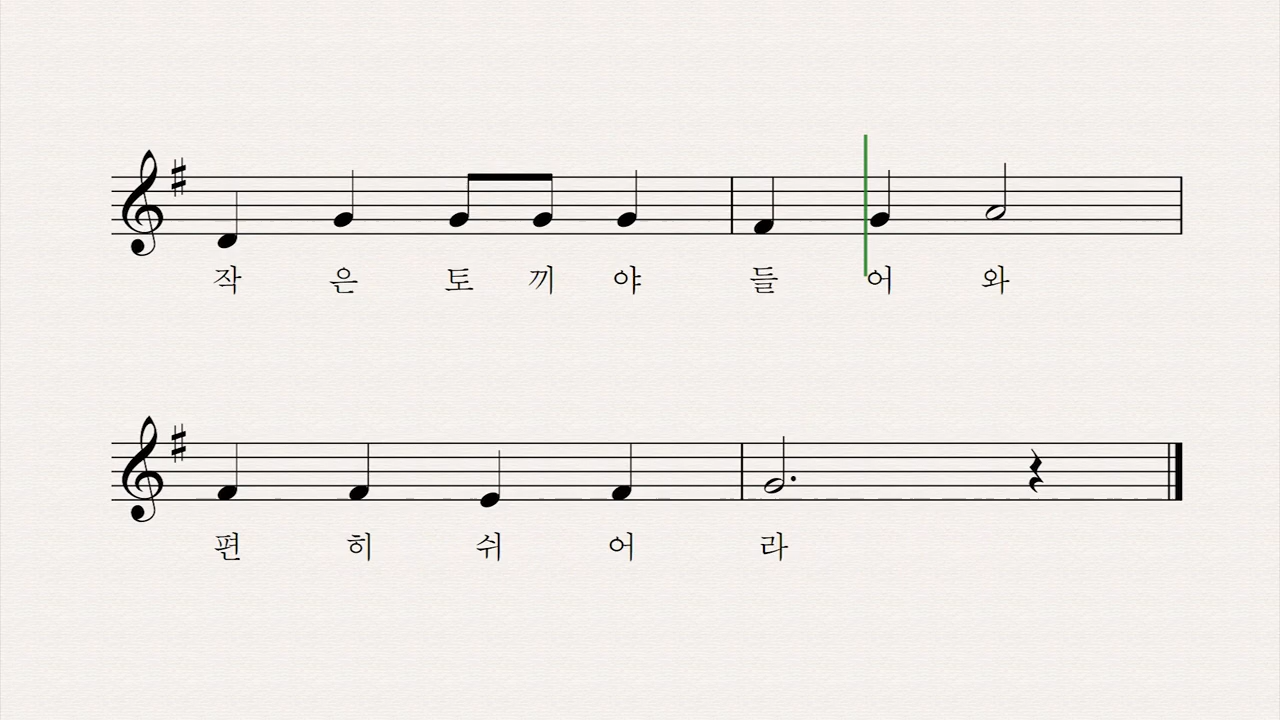 작 은 토 끼 야 들 어 와
편 히 쉬 어 라